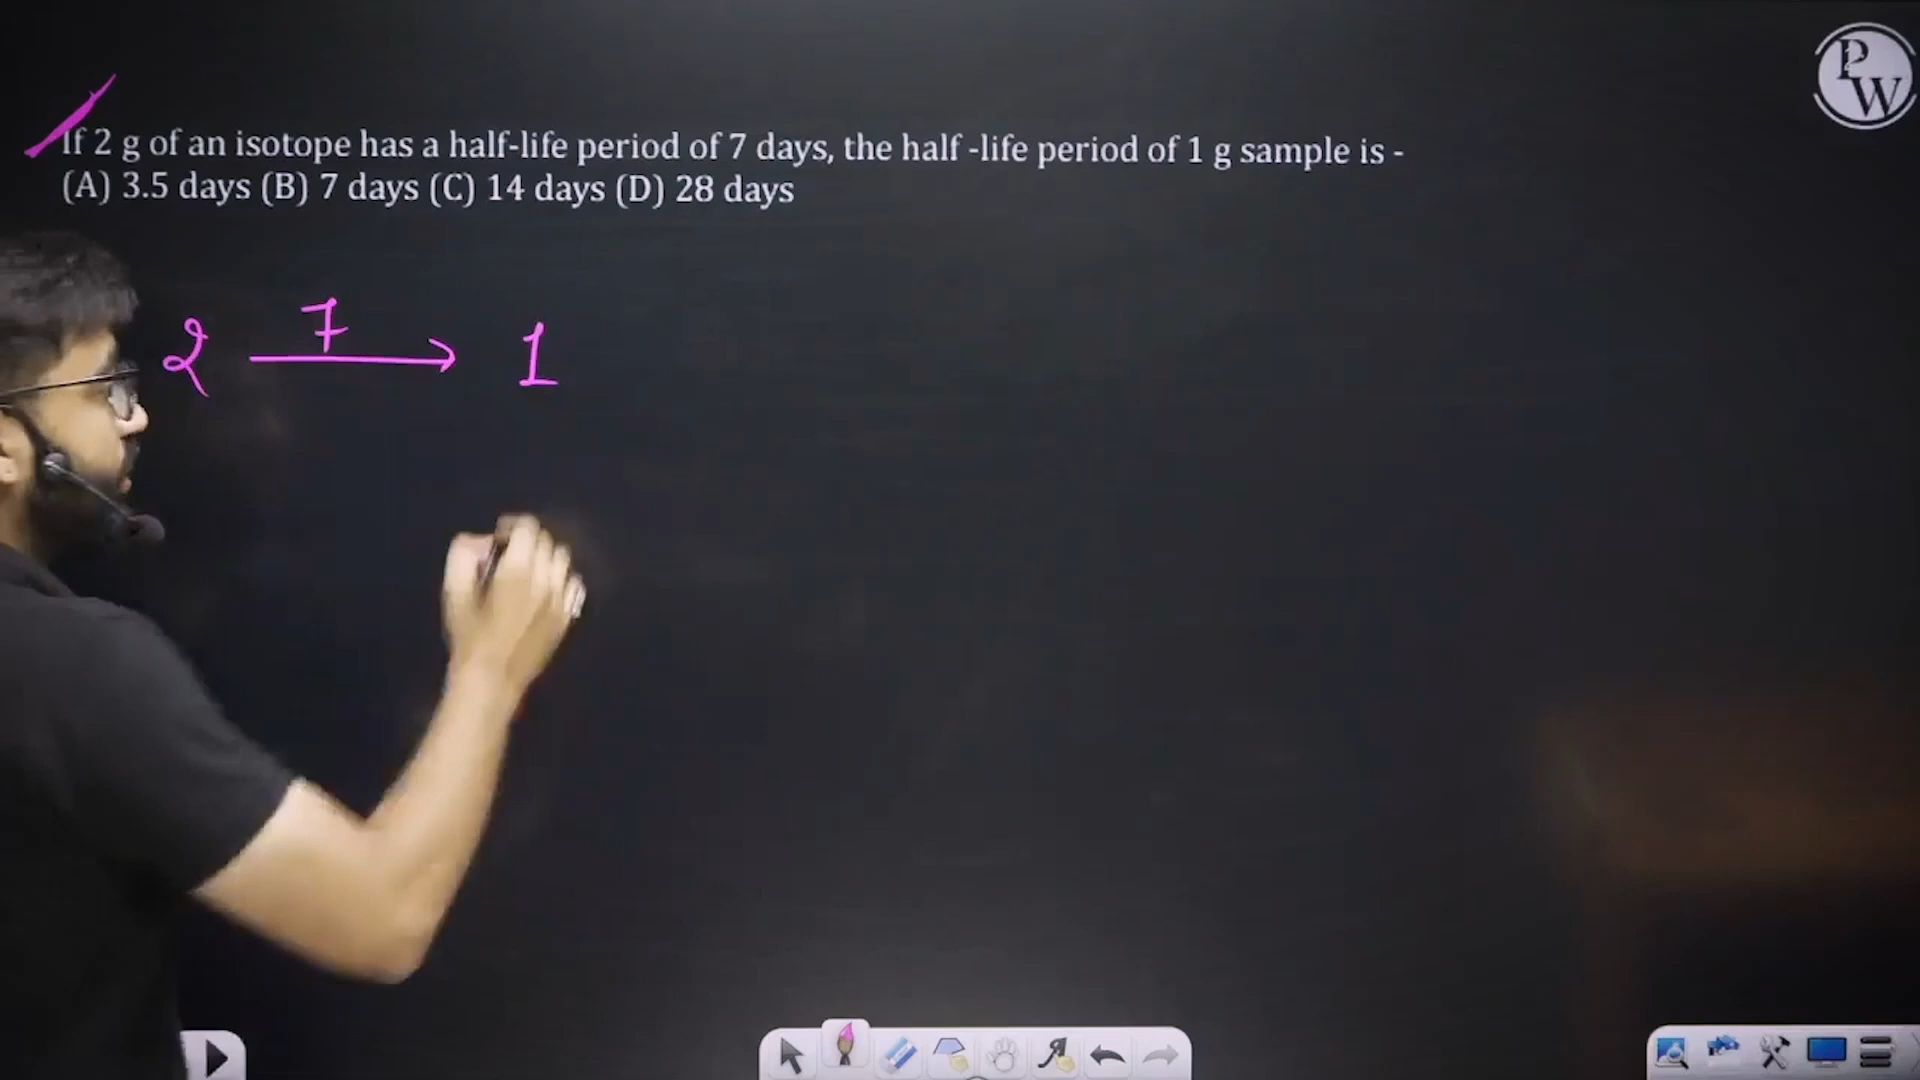 PW
If 2 g of an isotope has a half-life period of 7 days, the half -life period of 1 g sample is -
(A) 3.5 days (B) 7 days (C) 14 days (D) 28 days
7
2 → 1